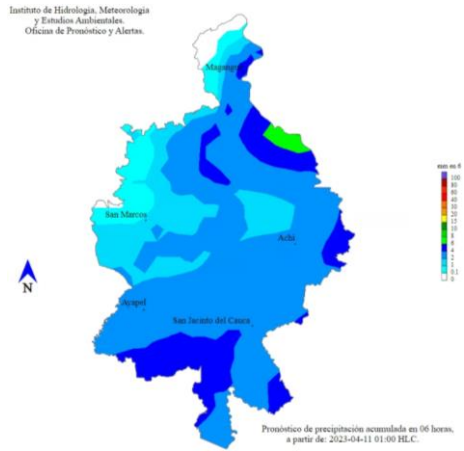 Instituto de Hidrología, Meteorología
y Estudios Ambientales.
Oficina de Pronóstico y Alertas.
Magangué
San Marcos
Achí
Ayapel
San Jacinto del Cauca
N
mm en 6
100
90
80
60
40
30
20
15
10
8
6
4
2
1
0.1
0
Pronóstico de precipitación acumulada en 06 horas,
a partir de: 2023-04-11 01:00 HLC.